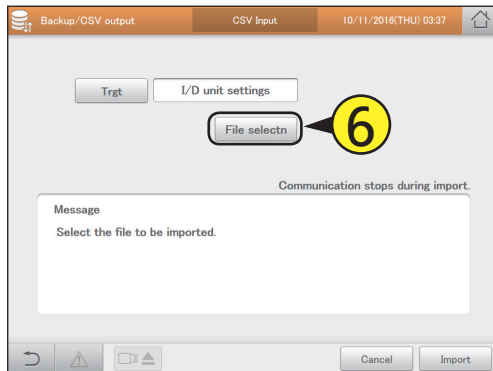 Backup/CSV output CSV Input 10/11/2016(THU) 03:37
Trgt I/D unit settings
File selectn 6
Communication stops during import.
Message
Select the file to be imported.
Cancel Import